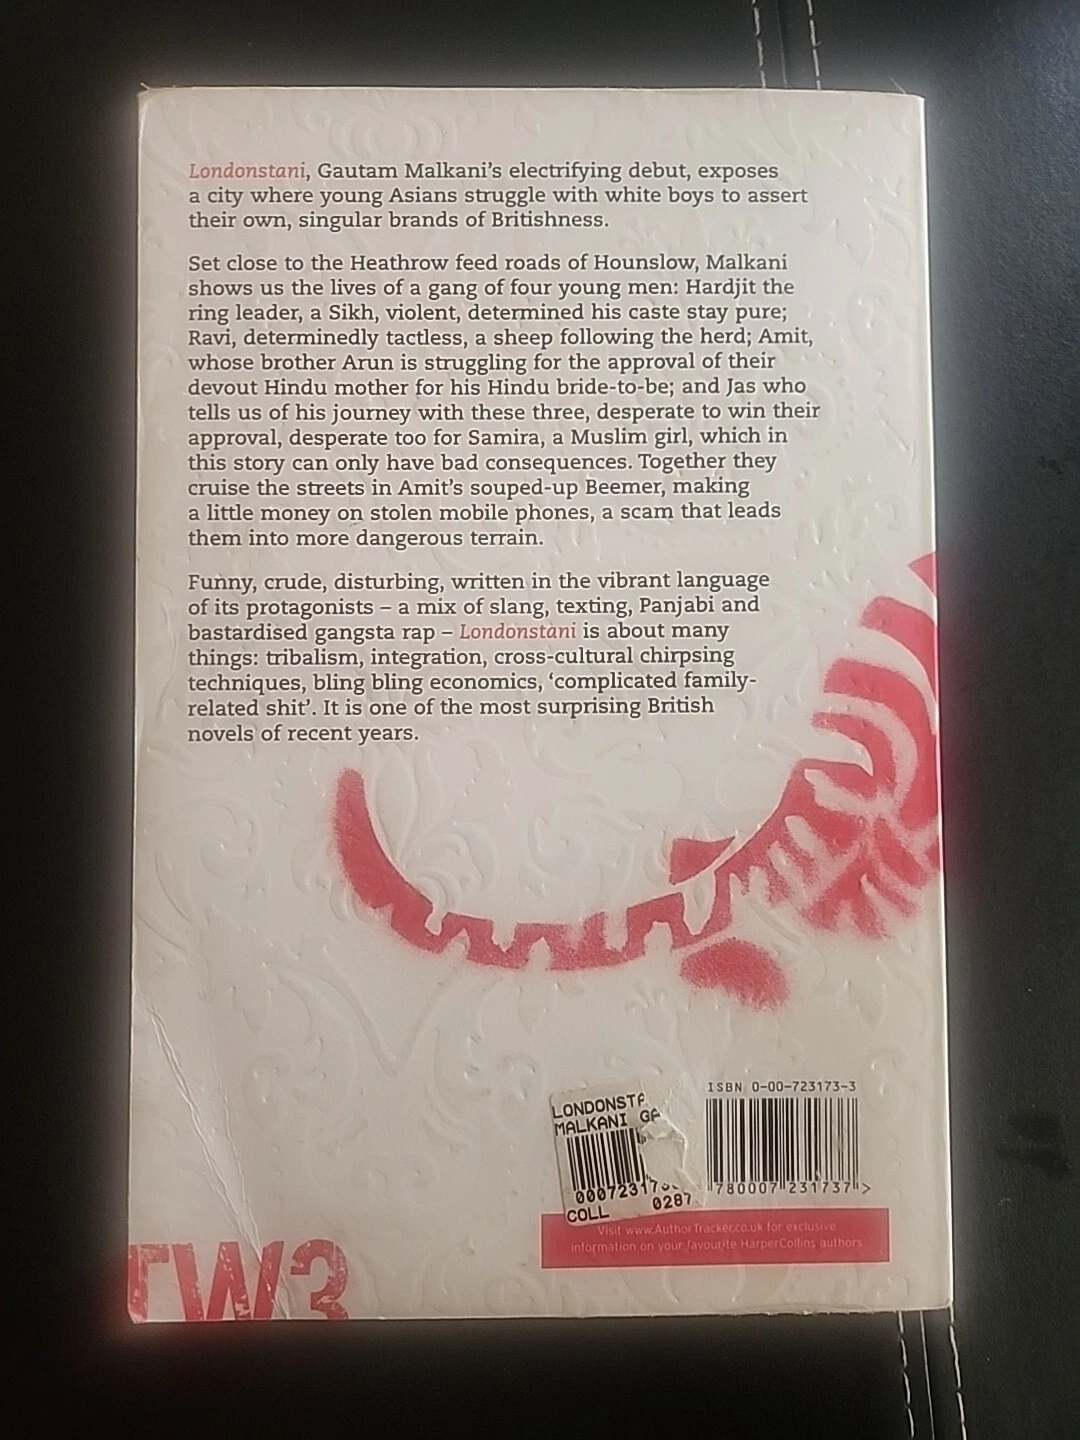 Londonstani, Gautam Malkani's electrifying debut, exposes
a city where young Asians struggle with white boys to assert
their own, singular brands of Britishness.
Set close to the Heathrow feed roads of Hounslow, Malkani
shows us the lives of a gang of four young men: Hardjit the
ring leader, a Sikh, violent, determined his caste stay pure;
Ravi, determinedly tactless, a sheep following the herd; Amit,
whose brother Arun is struggling for the approval of their
devout Hindu mother for his Hindu bride-to-be; and Jas who
tells us of his journey with these three, desperate to win their
approval, desperate too for Samira, a Muslim girl, which in
this story can only have bad consequences. Together they
cruise the streets in Amit's souped-up Beemer, making
a little money on stolen mobile phones, a scam that leads
them into more dangerous terrain.
Funny, crude, disturbing, written in the vibrant language
of its protagonists – a mix of slang, texting, Panjabi and
bastardised gangsta rap – Londonstani is about many
things: tribalism, integration, cross-cultural chirpsing
techniques, bling bling economics, 'complicated family-
related shit'. It is one of the most surprising British
novels of recent years.
ISBN 0-00-723173-3
780007 231737 >
LONDONSTA
MALKANI GA
00072317
COLL 0287
Visit www.AuthorTracker.co.uk for exclusive
information on your favourite HarperCollins authors
TW3